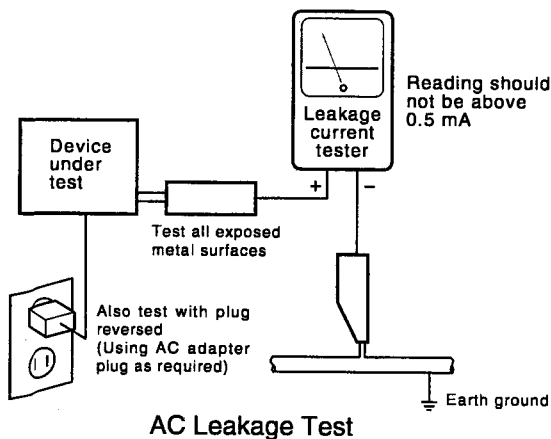 Device
under
test
Leakage
current
tester
Reading should
not be above
0.5 mA
+
−
Test all exposed
metal surfaces
Also test with plug
reversed
(Using AC adapter
plug as required)
Earth ground
AC Leakage Test